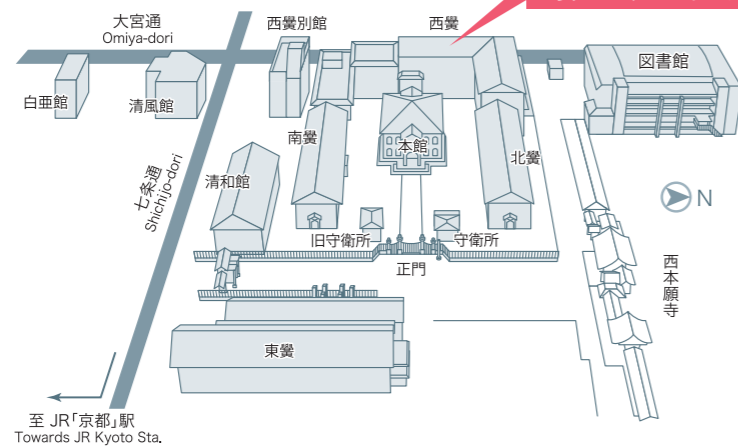 大宮通
Omiya-dori
西黌別館
西黌
図書館
白亜館
清風館
南黌
本館
北黌
清和館
七条通
Shichijo-dori
N
旧守衛所
守衛所
正門
西本願寺
東黌
至 JR「京都」駅
Towards JR Kyoto Sta.